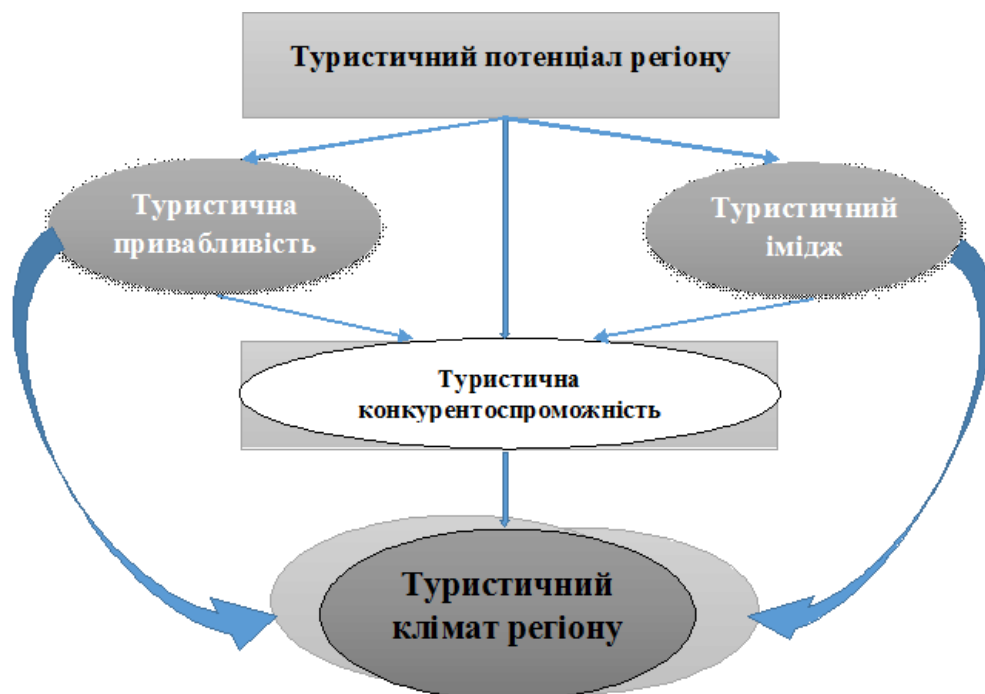 Туристичний потенціал регіону
Туристична
привабливість
Туристичний
імідж
Туристична
конкурентоспроможність
Туристичний
клімат регіону